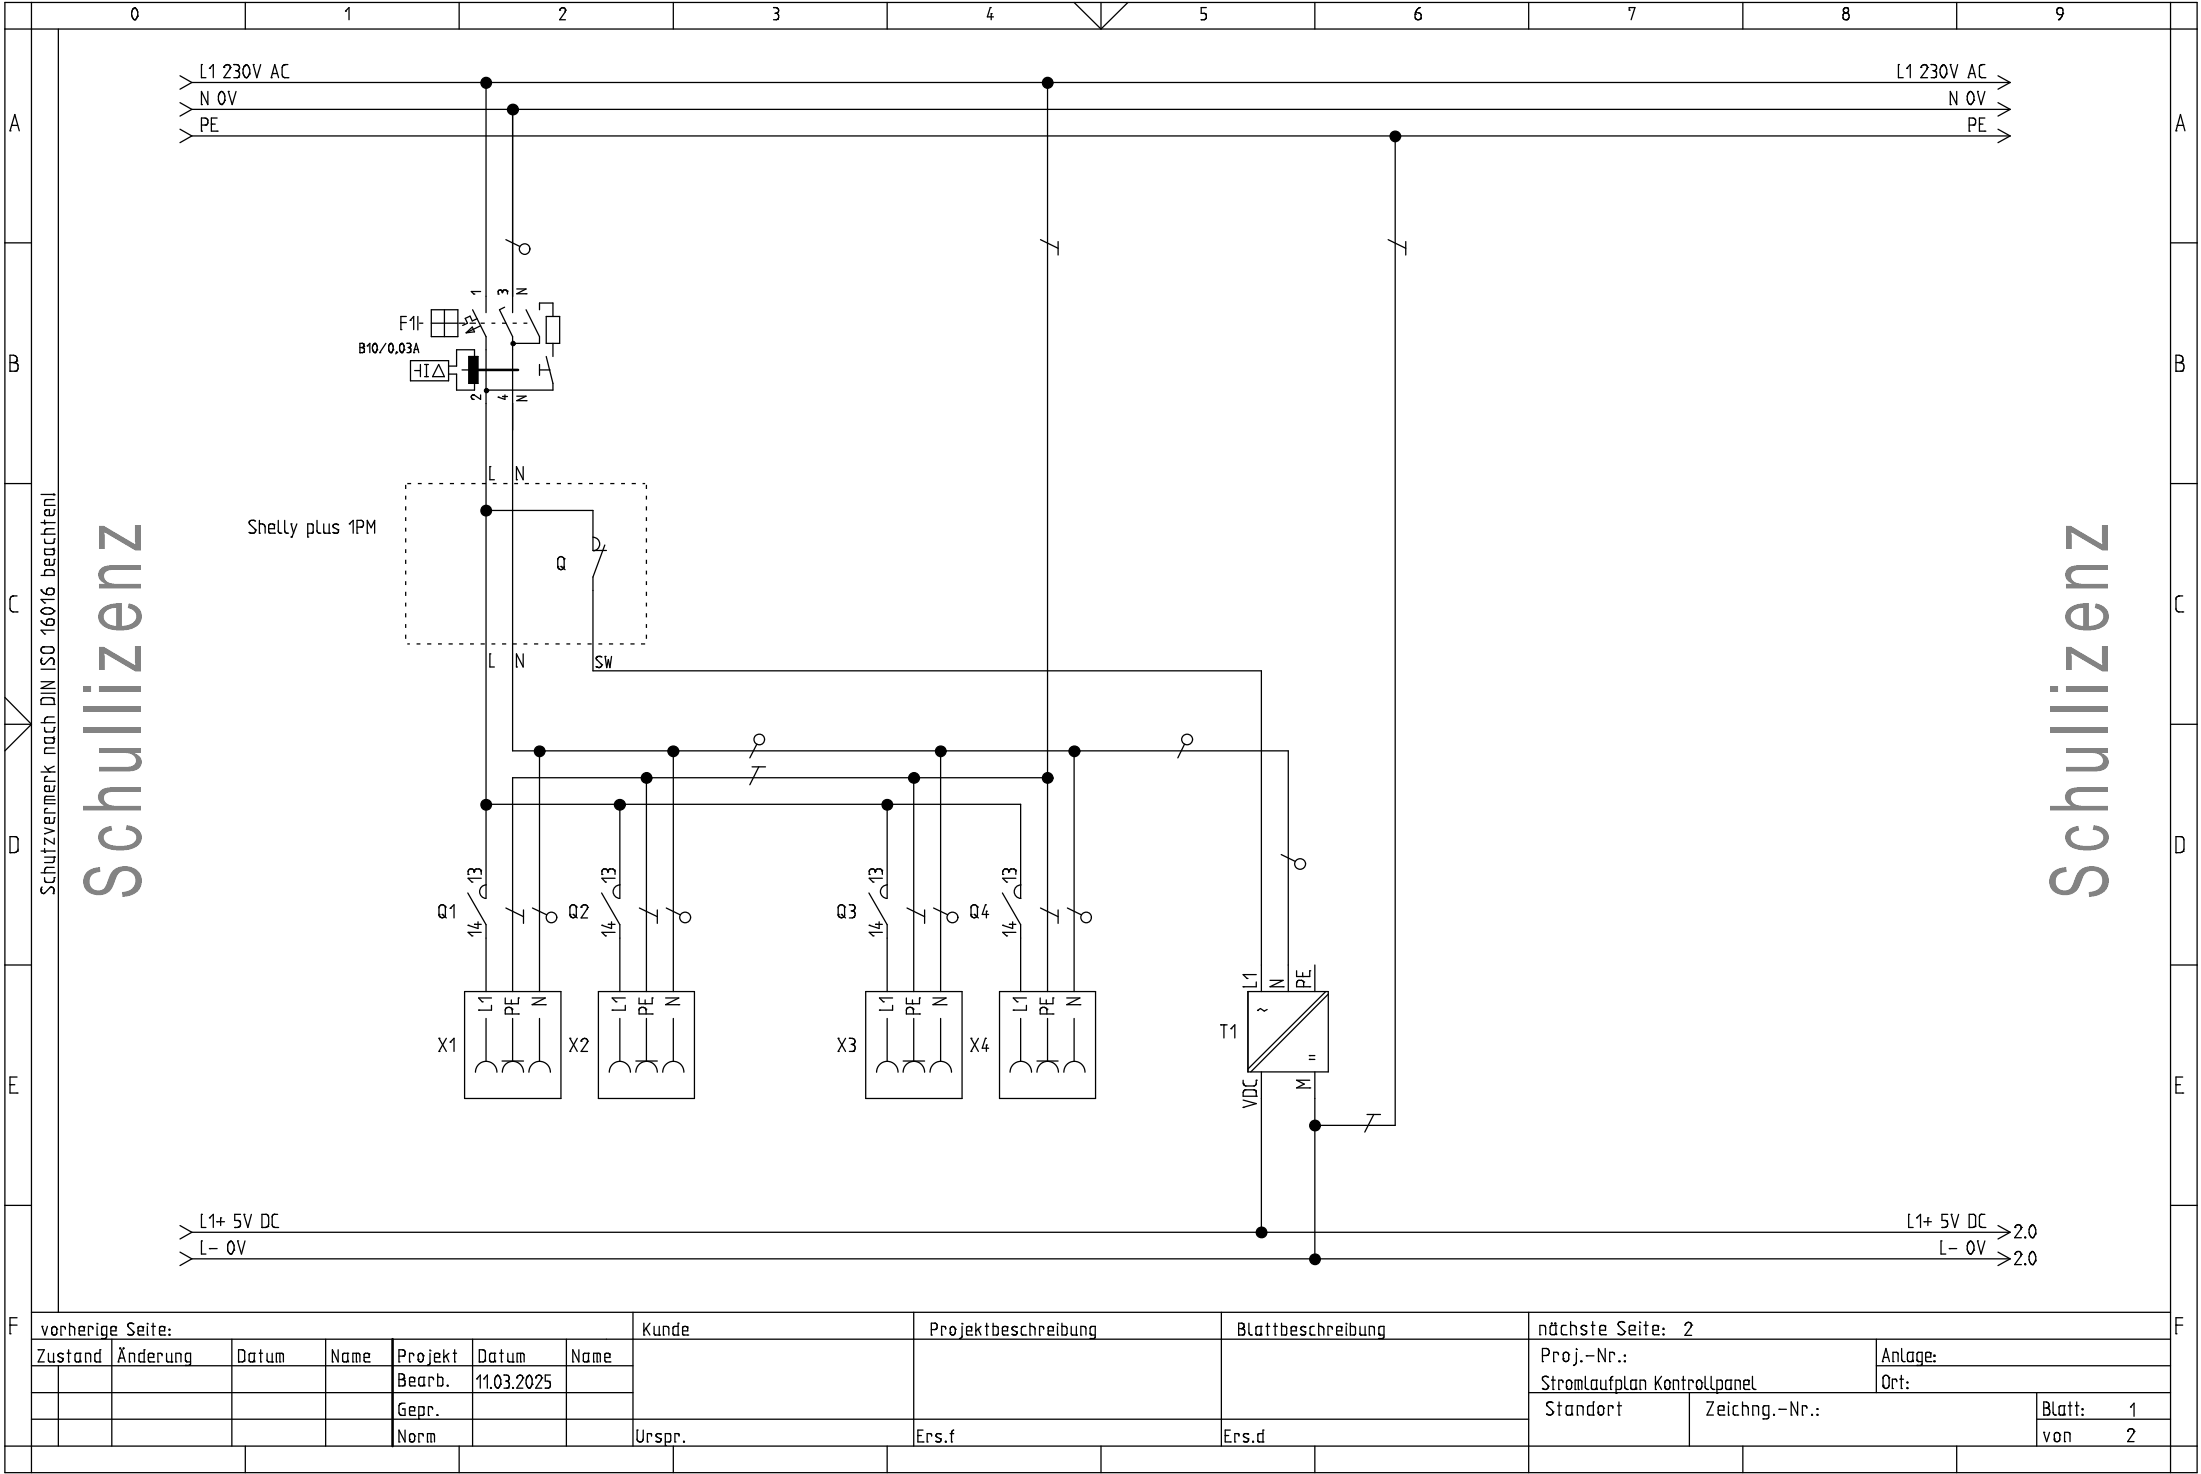 0 1 2 3 4 5 6 7 8 9
L1 230V AC L1 230V AC
N 0V N 0V
A PE PE A
1 3 N
F1
B10/0,03A
B B
I△
2 4 N
L N
Schutzvermerk nach DIN ISO 16016 beachten!
Schullizenz
Schullizenz
Shelly plus 1PM
Q
C C
L N SW
D D
13 13 13 13
Q1 Q2 Q3 Q4
14 14 14 14
L1 N PE
L1 PE N L1 PE N L1 PE N L1 PE N
~
T1
X1 X2 X3 X4
=
E VDC M E
L1+ 5V DC L1+ 5V DC 2.0
L- 0V L- 0V 2.0
F F
vorherige Seite: Kunde Projektbeschreibung Blattbeschreibung nächste Seite: 2
Zustand Änderung Datum Name Projekt Datum Name Proj.-Nr.: Anlage:
Bearb. 11.03.2025 Stromlaufplan Kontrollpanel Ort:
Gepr. Standort Zeichng.-Nr.: Blatt: 1
Norm Urspr. Ers.f Ers.d von 2